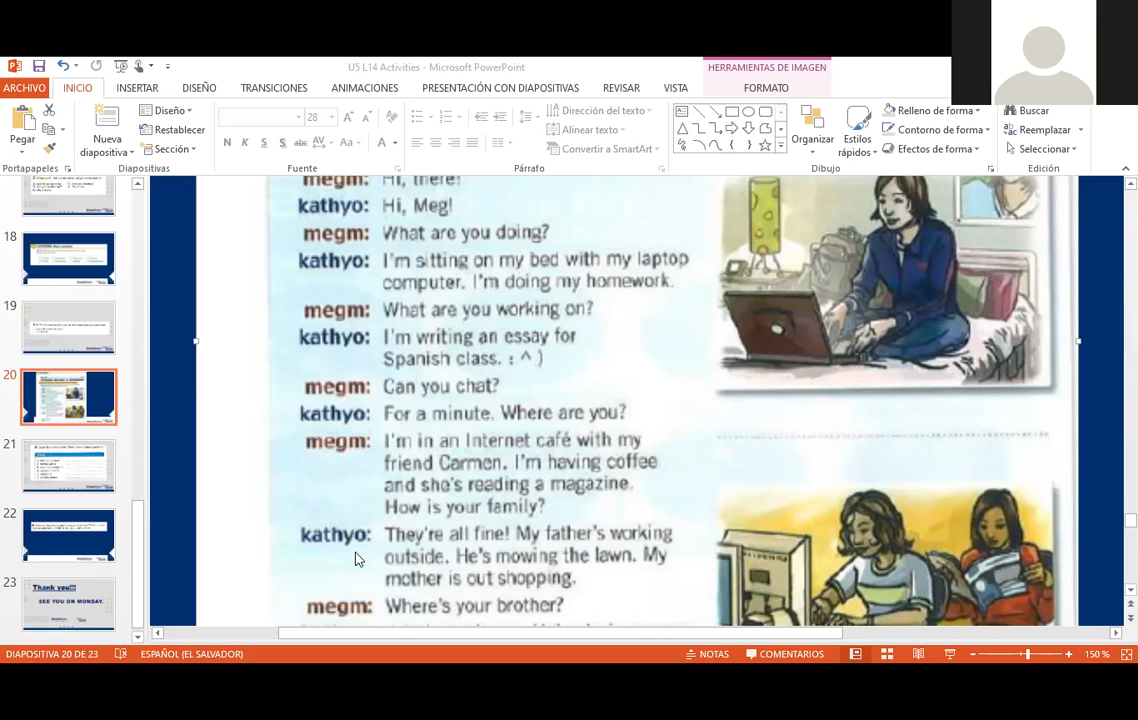 U5 L14 Activities - Microsoft PowerPoint
HERRAMIENTAS DE IMAGEN
ARCHIVO INICIO INSERTAR DISEÑO TRANSICIONES ANIMACIONES PRESENTACIÓN CON DIAPOSITIVAS REVISAR VISTA FORMATO
Pegar
Nueva
diapositiva
Diseño
Restablecer
Sección
28
N K S S abc AV Aa A
Dirección del texto
Alinear texto
Convertir a SmartArt
Organizar
Estilos
rápidos
Relleno de forma
Contorno de forma
Efectos de forma
Buscar
Reemplazar
Seleccionar
Portapapeles Diapositivas Fuente Párrafo Dibujo Edición
18
19
20
21
22
23
Thank you!!!
SEE YOU ON MONDAY.
megm: Hi, there!
kathyo: Hi, Meg!
megm: What are you doing?
kathyo: I'm sitting on my bed with my laptop
computer. I'm doing my homework.
megm: What are you working on?
kathyo: I'm writing an essay for
Spanish class. : ^ )
megm: Can you chat?
kathyo: For a minute. Where are you?
megm: I'm in an Internet café with my
friend Carmen. I'm having coffee
and she's reading a magazine.
How is your family?
kathyo: They're all fine! My father's working
outside. He's mowing the lawn. My
mother is out shopping.
megm: Where's your brother?
DIAPOSITIVA 20 DE 23 ESPAÑOL (EL SALVADOR) NOTAS COMENTARIOS 150 %